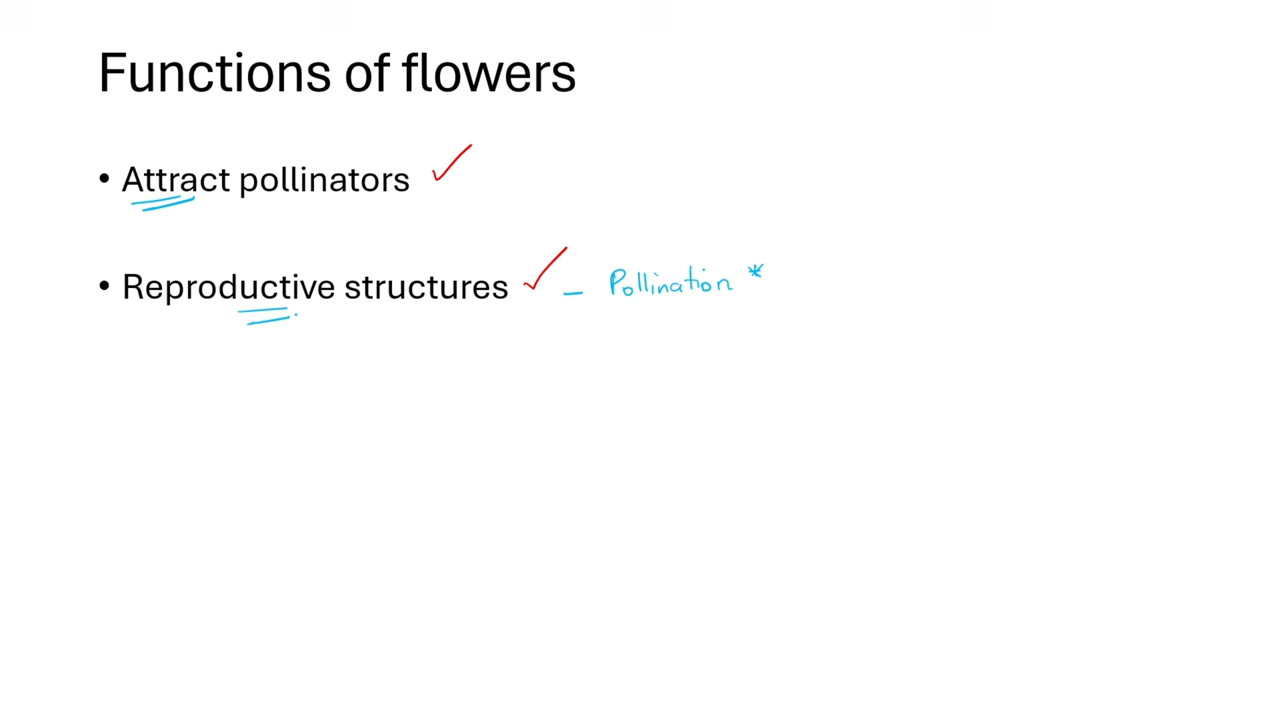 Functions of flowers
• Attract pollinators ✓
• Reproductive structures ✓ – Pollination *